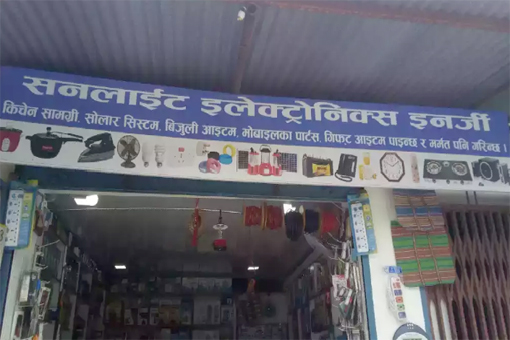 सनलाईट इलेक्ट्रोनिक्स इनर्जी
किचेन सामग्री, सोलार सिस्टम, बिजुली आइटम, मोबाइलका पार्टस, गिफ्ट आइटम पाइन्छ र मर्मत पनि गरिन्छ ।